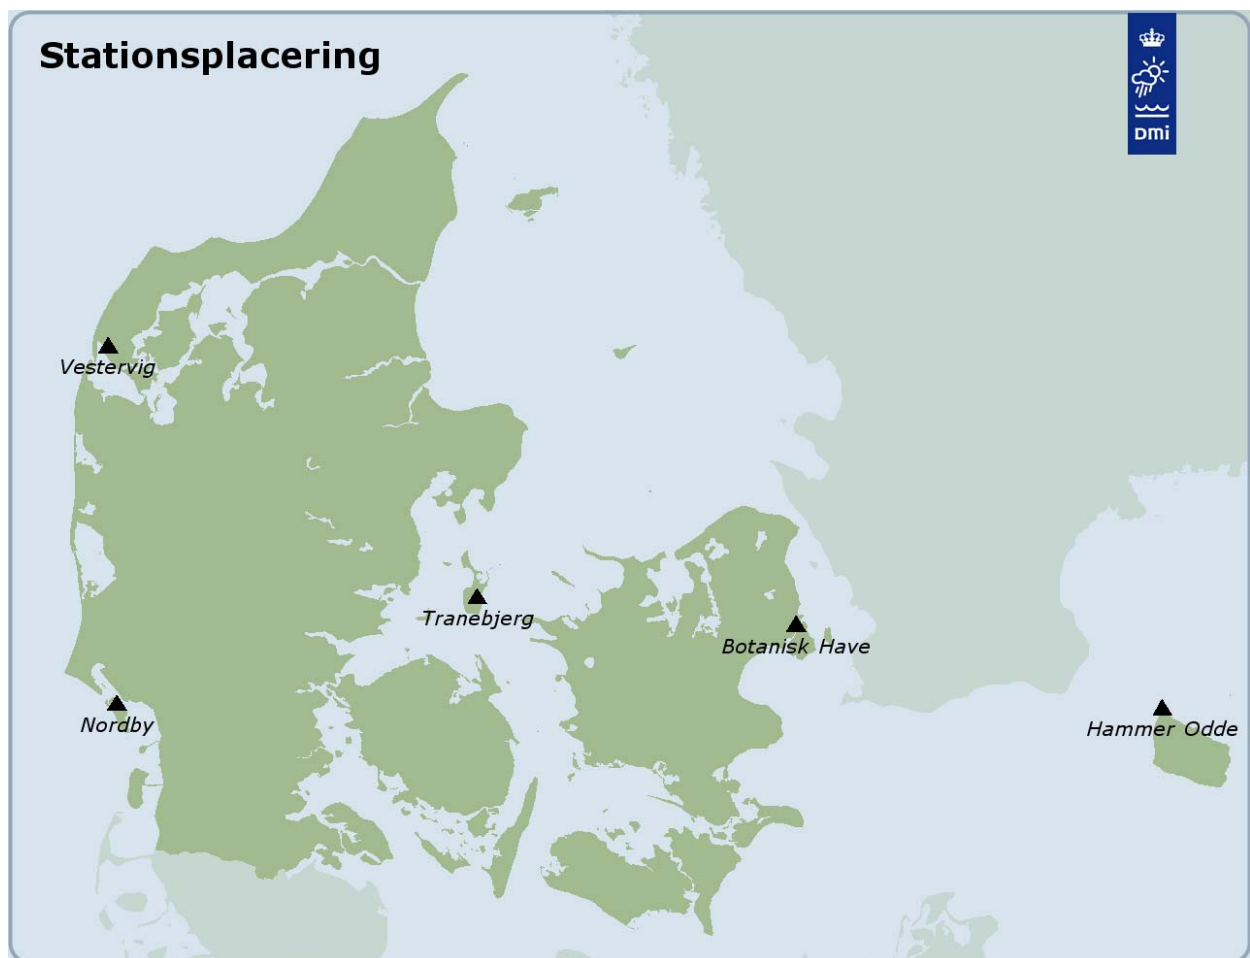 Stationsplacering
DMI
Vestervig
Tranebjerg
Botanisk Have
Nordby
Hammer Odde